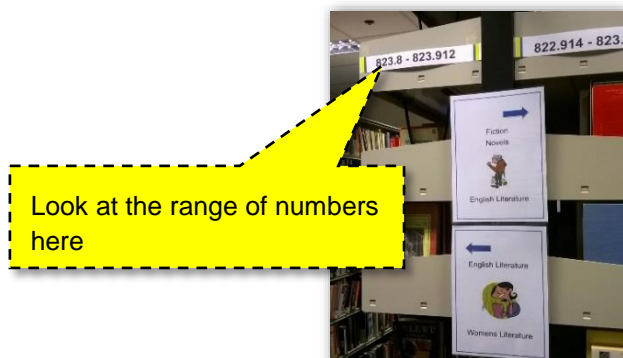 823.8 - 823.912
822.914 - 823.
Fiction
Novels
English Literature
Look at the range of numbers
here
English Literature
Womens Literature